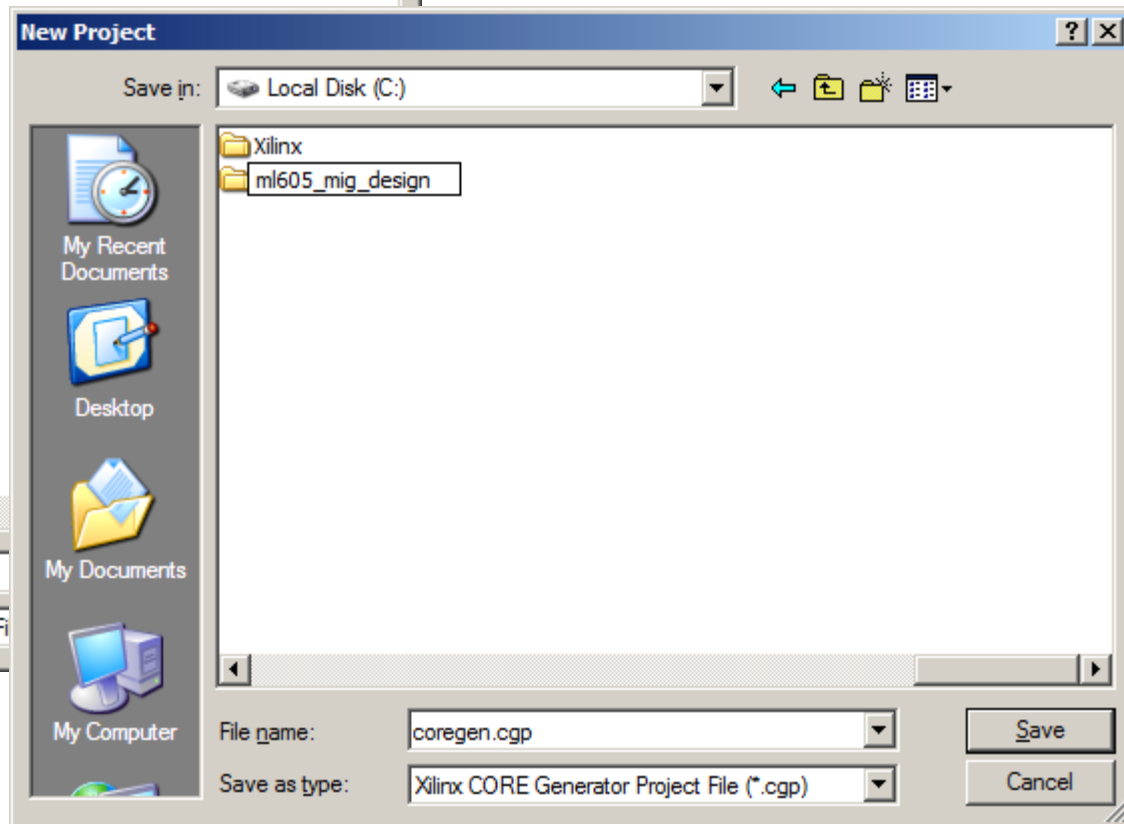 New Project
Save in:
Local Disk (C:)
Xilinx
ml605_mig_design
My Recent
Documents
Desktop
My Documents
My Computer
File name:
coregen.cgp
Save
Save as type:
Xilinx CORE Generator Project File (*.cgp)
Cancel